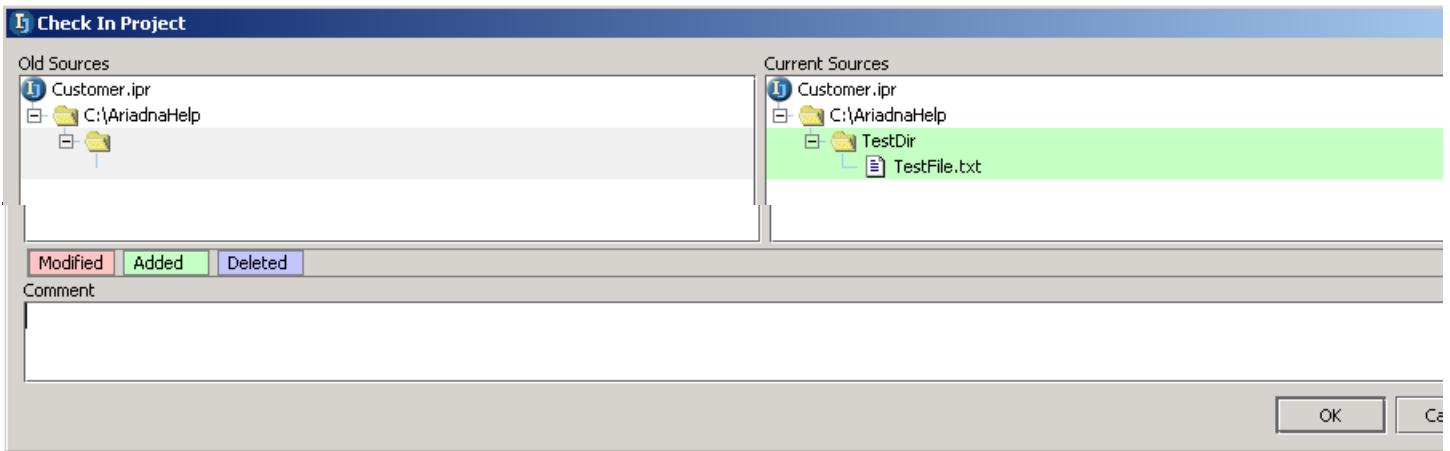 Check In Project
Old Sources
Customer.ipr
C:\AriadnaHelp
Current Sources
Customer.ipr
C:\AriadnaHelp
TestDir
TestFile.txt
Modified Added Deleted
Comment
OK Ca